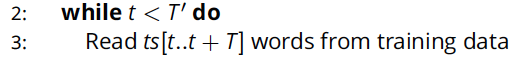 2: while t < T′ do
3: Read ts[t..t + T] words from training data